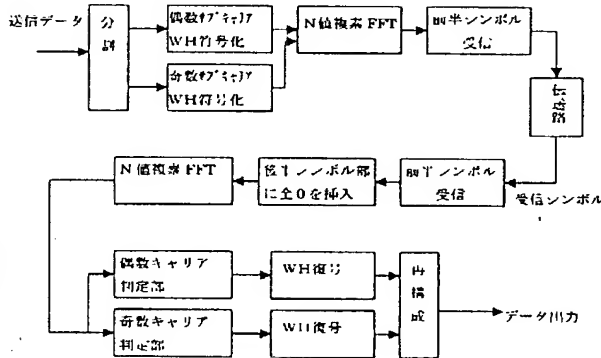 送信データ
分割
偶数サブキャリア
WH符号化
奇数サブキャリア
WH符号化
N値複素FFT
前半シンボル
受信
伝送路
受信シンボル
前半シンボル
受信
後半シンボル部
に全0を挿入
N値複素FFT
偶数キャリア
判定部
奇数キャリア
判定部
WH復号
WH復号
再構成
データ出力